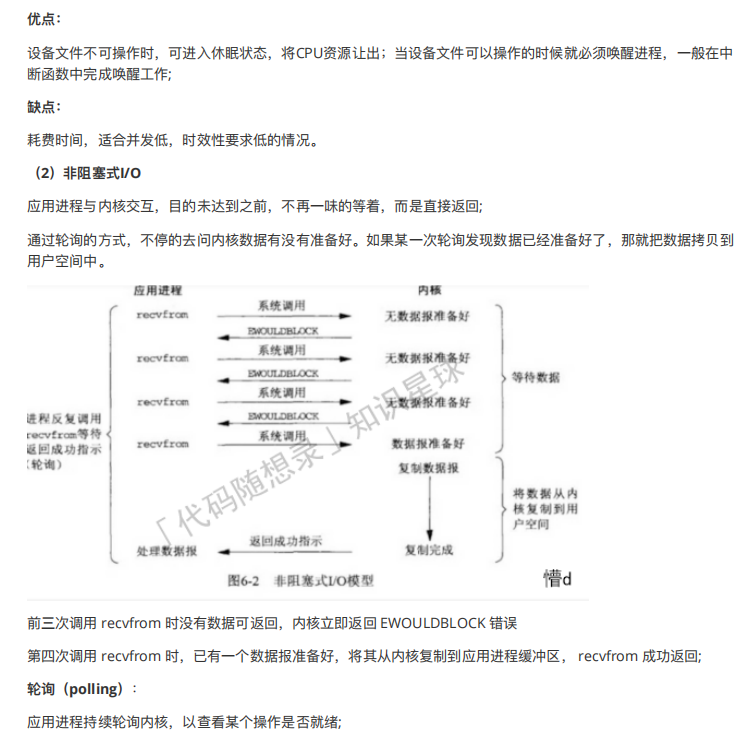 优点：
设备文件不可操作时，可进入休眠状态，将CPU资源让出；当设备文件可以操作的时候就必须唤醒进程，一般在中
断函数中完成唤醒工作;
缺点：
耗费时间，适合并发低，时效性要求低的情况。
（2）非阻塞式I/O
应用进程与内核交互，目的未达到之前，不再一味的等着，而是直接返回;
通过轮询的方式，不停的去问内核数据有没有准备好。如果某一次轮询发现数据已经准备好了，那就把数据拷贝到
用户空间中。
应用进程
内核
recvfrom
系统调用
无数据报准备好
EWOULDBLOCK
recvfrom
系统调用
无数据报准备好
EWOULDBLOCK
等待数据
recvfrom
系统调用
无数据报准备好
EWOULDBLOCK
进程反复调用
recvfrom等待
返回成功指示
（轮询）
recvfrom
系统调用
数据报准备好
复制数据报
将数据从内
核复制到用
户空间
处理数据报
返回成功指示
复制完成
图6-2 非阻塞式I/O模型
懵d
「代码随想录」知识星球
前三次调用 recvfrom 时没有数据可返回，内核立即返回 EWOULDBLOCK 错误
第四次调用 recvfrom 时，已有一个数据报准备好，将其从内核复制到应用进程缓冲区， recvfrom 成功返回;
轮询（polling）:
应用进程持续轮询内核，以查看某个操作是否就绪;